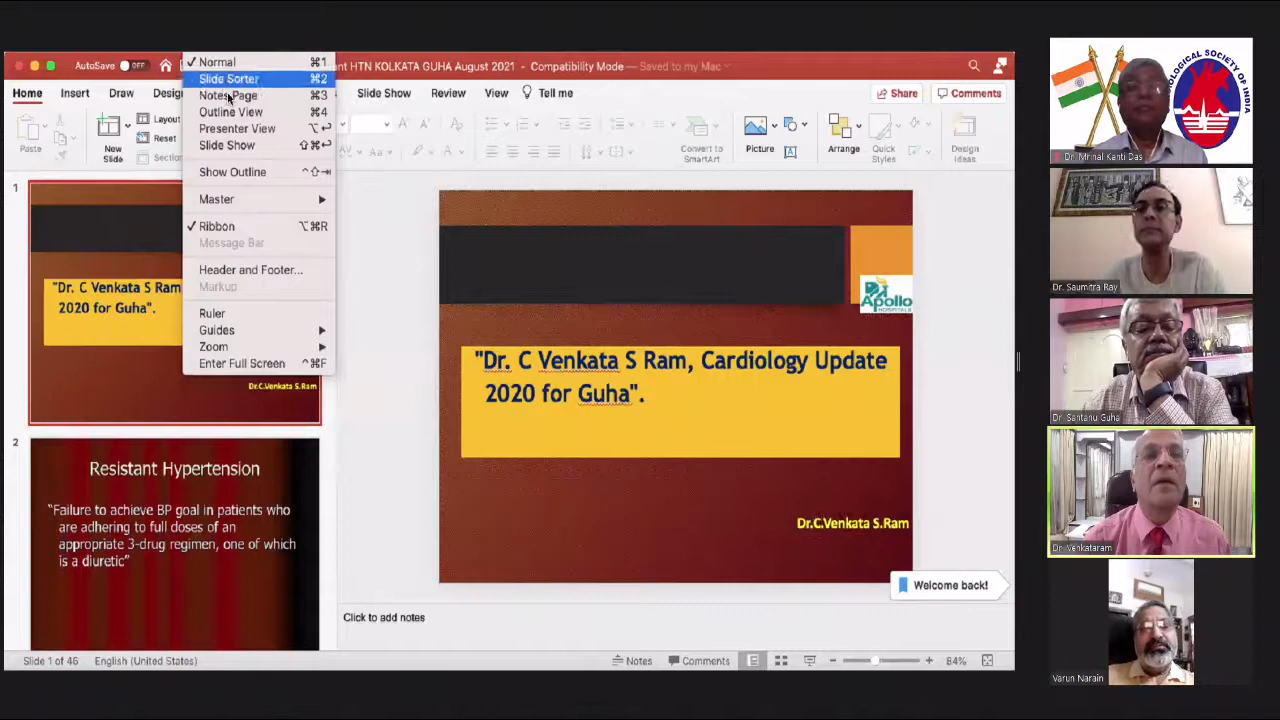 AutoSave OFF
HTN KOLKATA GUHA August 2021 - Compatibility Mode — Saved to my Mac
Home Insert Draw Slide Show Review View Tell me
Share Comments
Paste
New Slide
Layout
Reset
Section
Convert to SmartArt
Picture
Arrange
Quick Styles
Design Ideas
✓ Normal ⌘1
Slide Sorter ⌘2
Notes Page ⌘3
Outline View ⌘4
Presenter View ⌥↩
Slide Show ⇧⌘↩
Show Outline ⌃⇧⇥
Master
✓ Ribbon ⌥⌘R
Message Bar
Header and Footer...
Markup
Ruler
Guides
Zoom
Enter Full Screen ^⌘F
1
"Dr. C Venkata S Ram
2020 for Guha".
Dr.C.Venkata S.Ram
2
Resistant Hypertension
“Failure to achieve BP goal in patients who
are adhering to full doses of an
appropriate 3-drug regimen, one of which
is a diuretic”
Apollo
HOSPITALS
"Dr. C Venkata S Ram, Cardiology Update
2020 for Guha".
Dr.C.Venkata S.Ram
Welcome back!
Click to add notes
Slide 1 of 46 English (United States) Notes Comments 84%
OLOGICAL SOCIETY OF INDIA
Dr. Mrinal Kanti Das
Dr. Saumitra Ray
Dr. Santanu Guha
Dr. Venkataram
Varun Narain